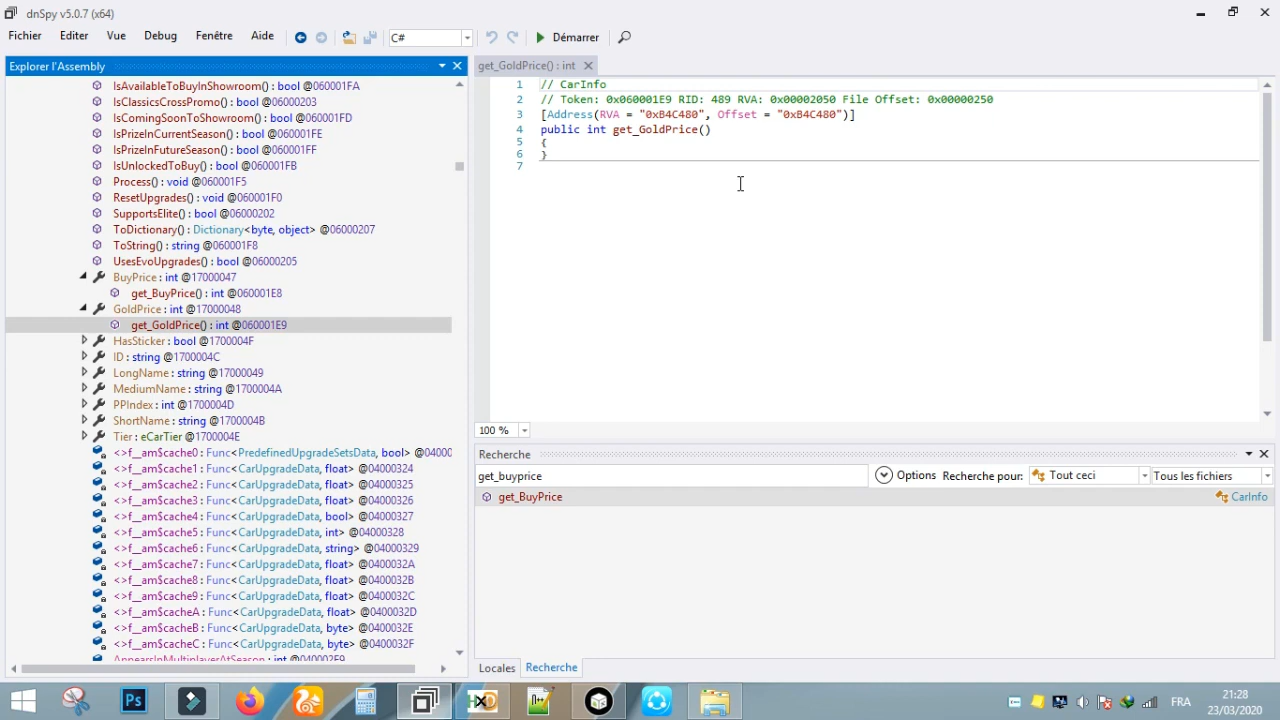 dnSpy v5.0.7 (x64)
Fichier Editer Vue Debug Fenêtre Aide C# Démarrer
Explorer l'Assembly
IsAvailableToBuyInShowroom() : bool @060001FA
IsClassicsCrossPromo() : bool @06000203
IsComingSoonToShowroom() : bool @060001FD
IsPrizeInCurrentSeason() : bool @060001FE
IsPrizeInFutureSeason() : bool @060001FF
IsUnlockedToBuy() : bool @060001FB
Process() : void @060001F5
ResetUpgrades() : void @060001F0
SupportsElite() : bool @06000202
ToDictionary() : Dictionary<byte, object> @06000207
ToString() : string @060001F8
UsesEvoUpgrades() : bool @06000205
BuyPrice : int @17000047
get_BuyPrice() : int @060001E8
GoldPrice : int @17000048
get_GoldPrice() : int @060001E9
HasSticker : bool @1700004F
ID : string @1700004C
LongName : string @17000049
MediumName : string @1700004A
PPIndex : int @1700004D
ShortName : string @1700004B
Tier : eCarTier @1700004E
<>f__am$cache0 : Func<PredefinedUpgradeSetsData, bool> @04000
<>f__am$cache1 : Func<CarUpgradeData, float> @04000324
<>f__am$cache2 : Func<CarUpgradeData, float> @04000325
<>f__am$cache3 : Func<CarUpgradeData, float> @04000326
<>f__am$cache4 : Func<CarUpgradeData, bool> @04000327
<>f__am$cache5 : Func<CarUpgradeData, int> @04000328
<>f__am$cache6 : Func<CarUpgradeData, string> @04000329
<>f__am$cache7 : Func<CarUpgradeData, float> @0400032A
<>f__am$cache8 : Func<CarUpgradeData, float> @0400032B
<>f__am$cache9 : Func<CarUpgradeData, float> @0400032C
<>f__am$cacheA : Func<CarUpgradeData, float> @0400032D
<>f__am$cacheB : Func<CarUpgradeData, byte> @0400032E
<>f__am$cacheC : Func<CarUpgradeData, byte> @0400032F
AppearsInMultiplayerAtSeason : int @040002F9
get_GoldPrice() : int
1 // CarInfo
2 // Token: 0x060001E9 RID: 489 RVA: 0x00002050 File Offset: 0x00000250
3 [Address(RVA = "0xB4C480", Offset = "0xB4C480")]
4 public int get_GoldPrice()
5 {
6 }
7
100 %
Recherche
get_buyprice Options Recherche pour: Tout ceci Tous les fichiers
get_BuyPrice CarInfo
Locales Recherche
Ps
FRA
21:28
23/03/2020